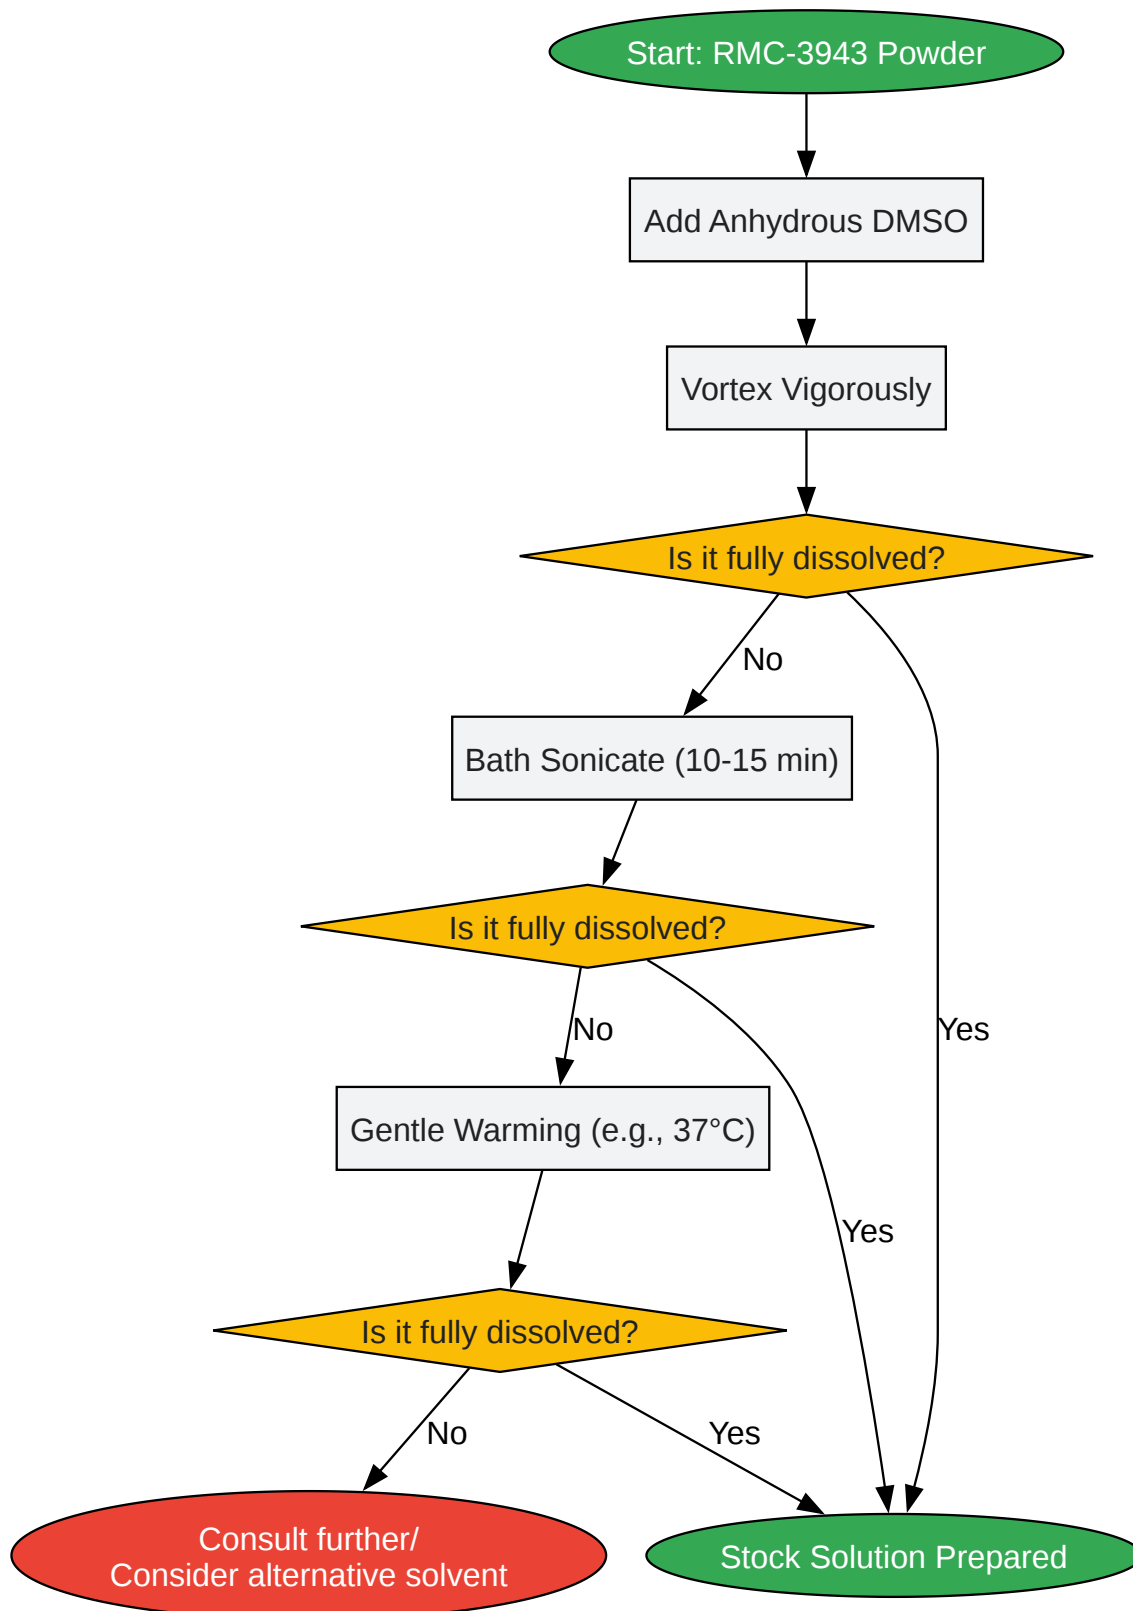 Start: RMC-3943 Powder
Add Anhydrous DMSO
Vortex Vigorously
Is it fully dissolved?
No
Bath Sonicate (10-15 min)
Is it fully dissolved?
No
Yes
Gentle Warming (e.g., 37°C)
Yes
Is it fully dissolved?
No
Yes
Consult further/
Consider alternative solvent
Stock Solution Prepared